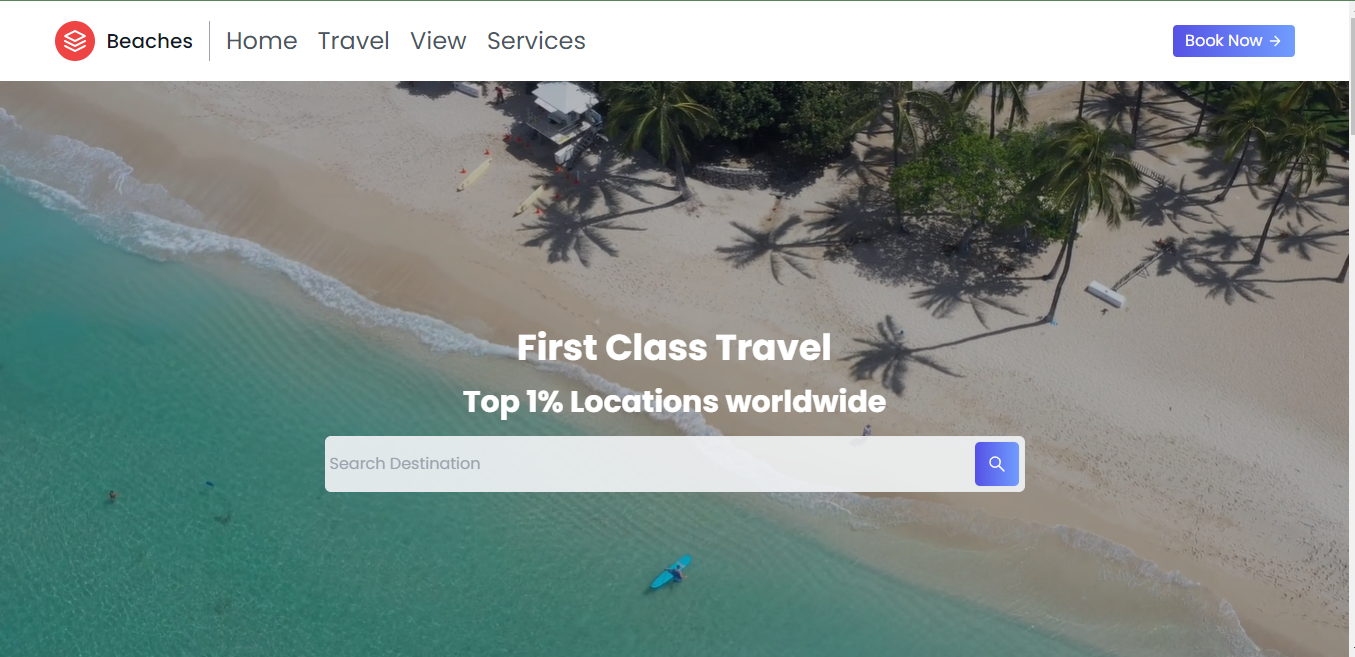 Beaches Home Travel View Services Book Now →
First Class Travel
Top 1% Locations worldwide
Search Destination